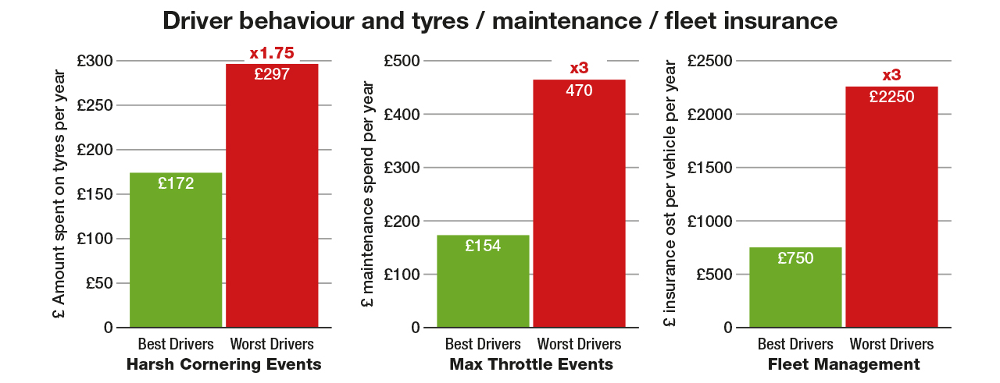 Driver behaviour and tyres / maintenance / fleet insurance
£ Amount spent on tyres per year
£300
£250
£200
£150
£100
£50
0
x1.75
£297
£172
Best Drivers
Worst Drivers
Harsh Cornering Events
£ maintenance spend per year
£500
£400
£300
£200
£100
0
x3
470
£154
Best Drivers
Worst Drivers
Max Throttle Events
£ insurance ost per vehicle per year
£2500
£2000
£1500
£1000
£500
0
x3
£2250
£750
Best Drivers
Worst Drivers
Fleet Management